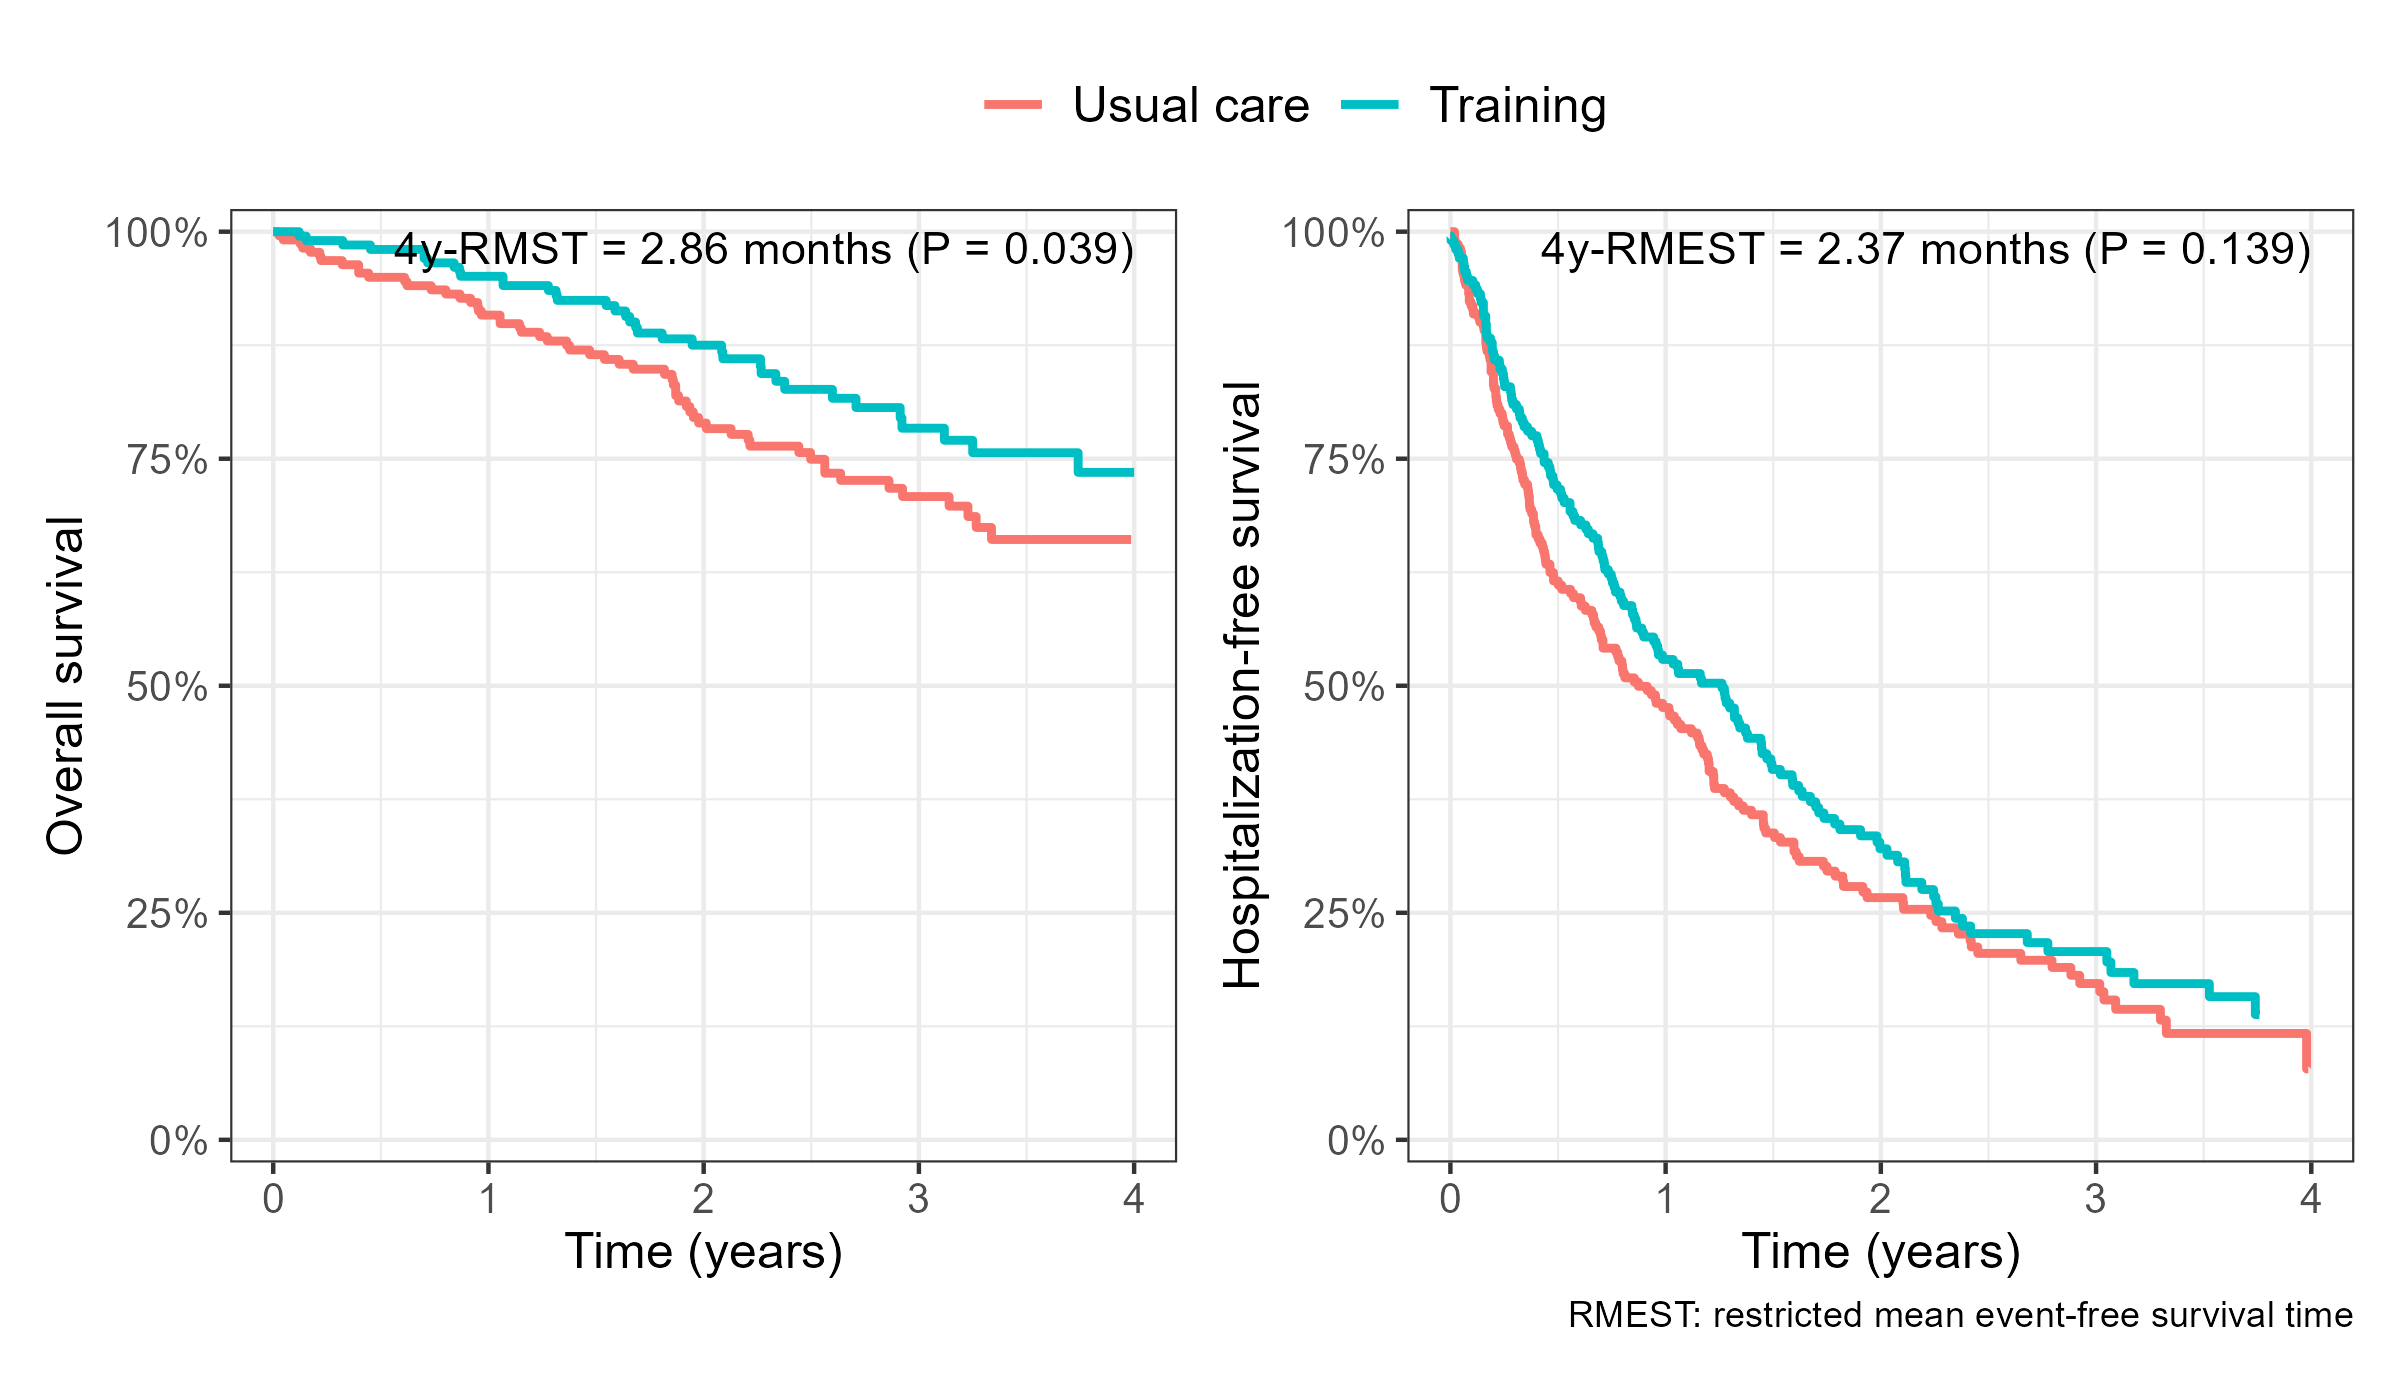 Usual care Training
4y-RMST = 2.86 months (P = 0.039)
100%
75%
50%
25%
0%
Overall survival
0 1 2 3 4
Time (years)
4y-RMEST = 2.37 months (P = 0.139)
100%
75%
50%
25%
0%
Hospitalization-free survival
0 1 2 3 4
Time (years)
RMEST: restricted mean event-free survival time